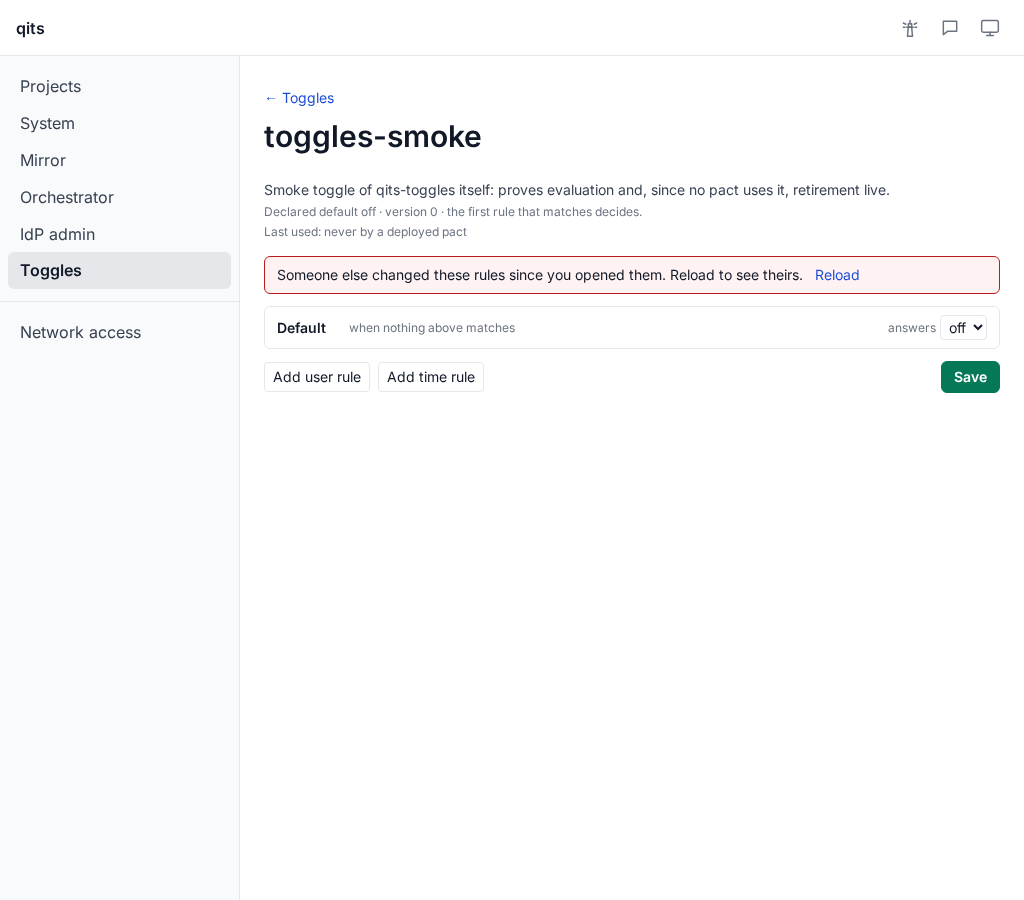 qits
Projects
System
Mirror
Orchestrator
IdP admin
Toggles
Network access
← Toggles
toggles-smoke
Smoke toggle of qits-toggles itself: proves evaluation and, since no pact uses it, retirement live.
Declared default off · version 0 · the first rule that matches decides.
Last used: never by a deployed pact
Someone else changed these rules since you opened them. Reload to see theirs. Reload
Default when nothing above matches answers off
Add user rule Add time rule Save